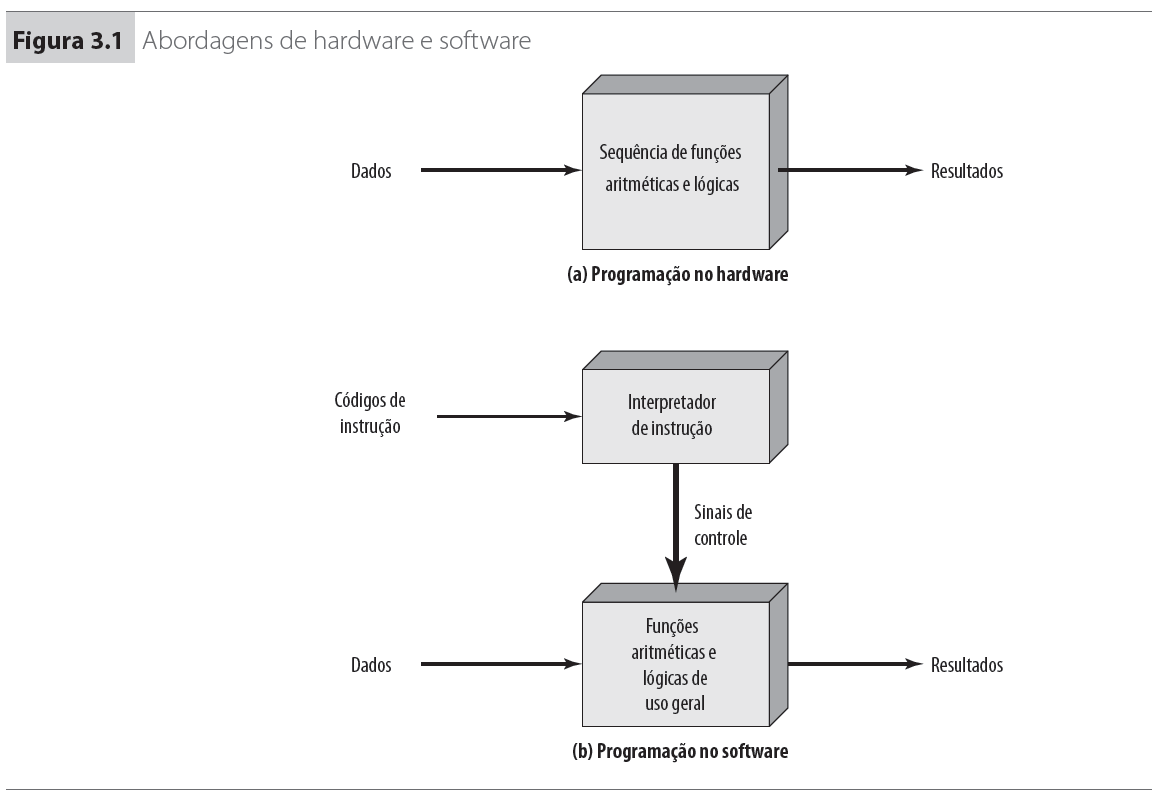 Figura 3.1 Abordagens de hardware e software
Sequência de funções
aritméticas e lógicas
Dados
Resultados
(a) Programação no hardware
Códigos de
instrução
Interpretador
de instrução
Sinais de
controle
Dados
Funções
aritméticas e
lógicas de
uso geral
Resultados
(b) Programação no software